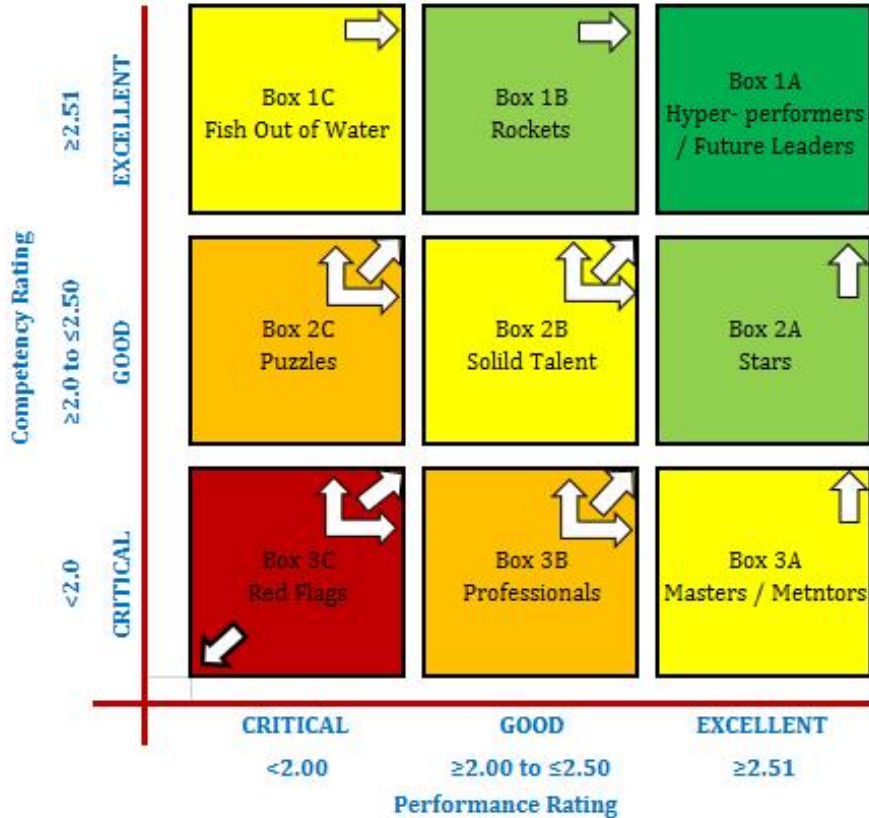 Competency Rating
≥2.51
EXCELLENT
≥2.0 to ≤2.50
GOOD
<2.0
CRITICAL
Box 1C
Fish Out of Water
Box 1B
Rockets
Box 1A
Hyper- performers
/ Future Leaders
Box 2C
Puzzles
Box 2B
Solild Talent
Box 2A
Stars
Box 3C
Red Flags
Box 3B
Professionals
Box 3A
Masters / Metntors
CRITICAL
GOOD
EXCELLENT
<2.00
≥2.00 to ≤2.50
≥2.51
Performance Rating